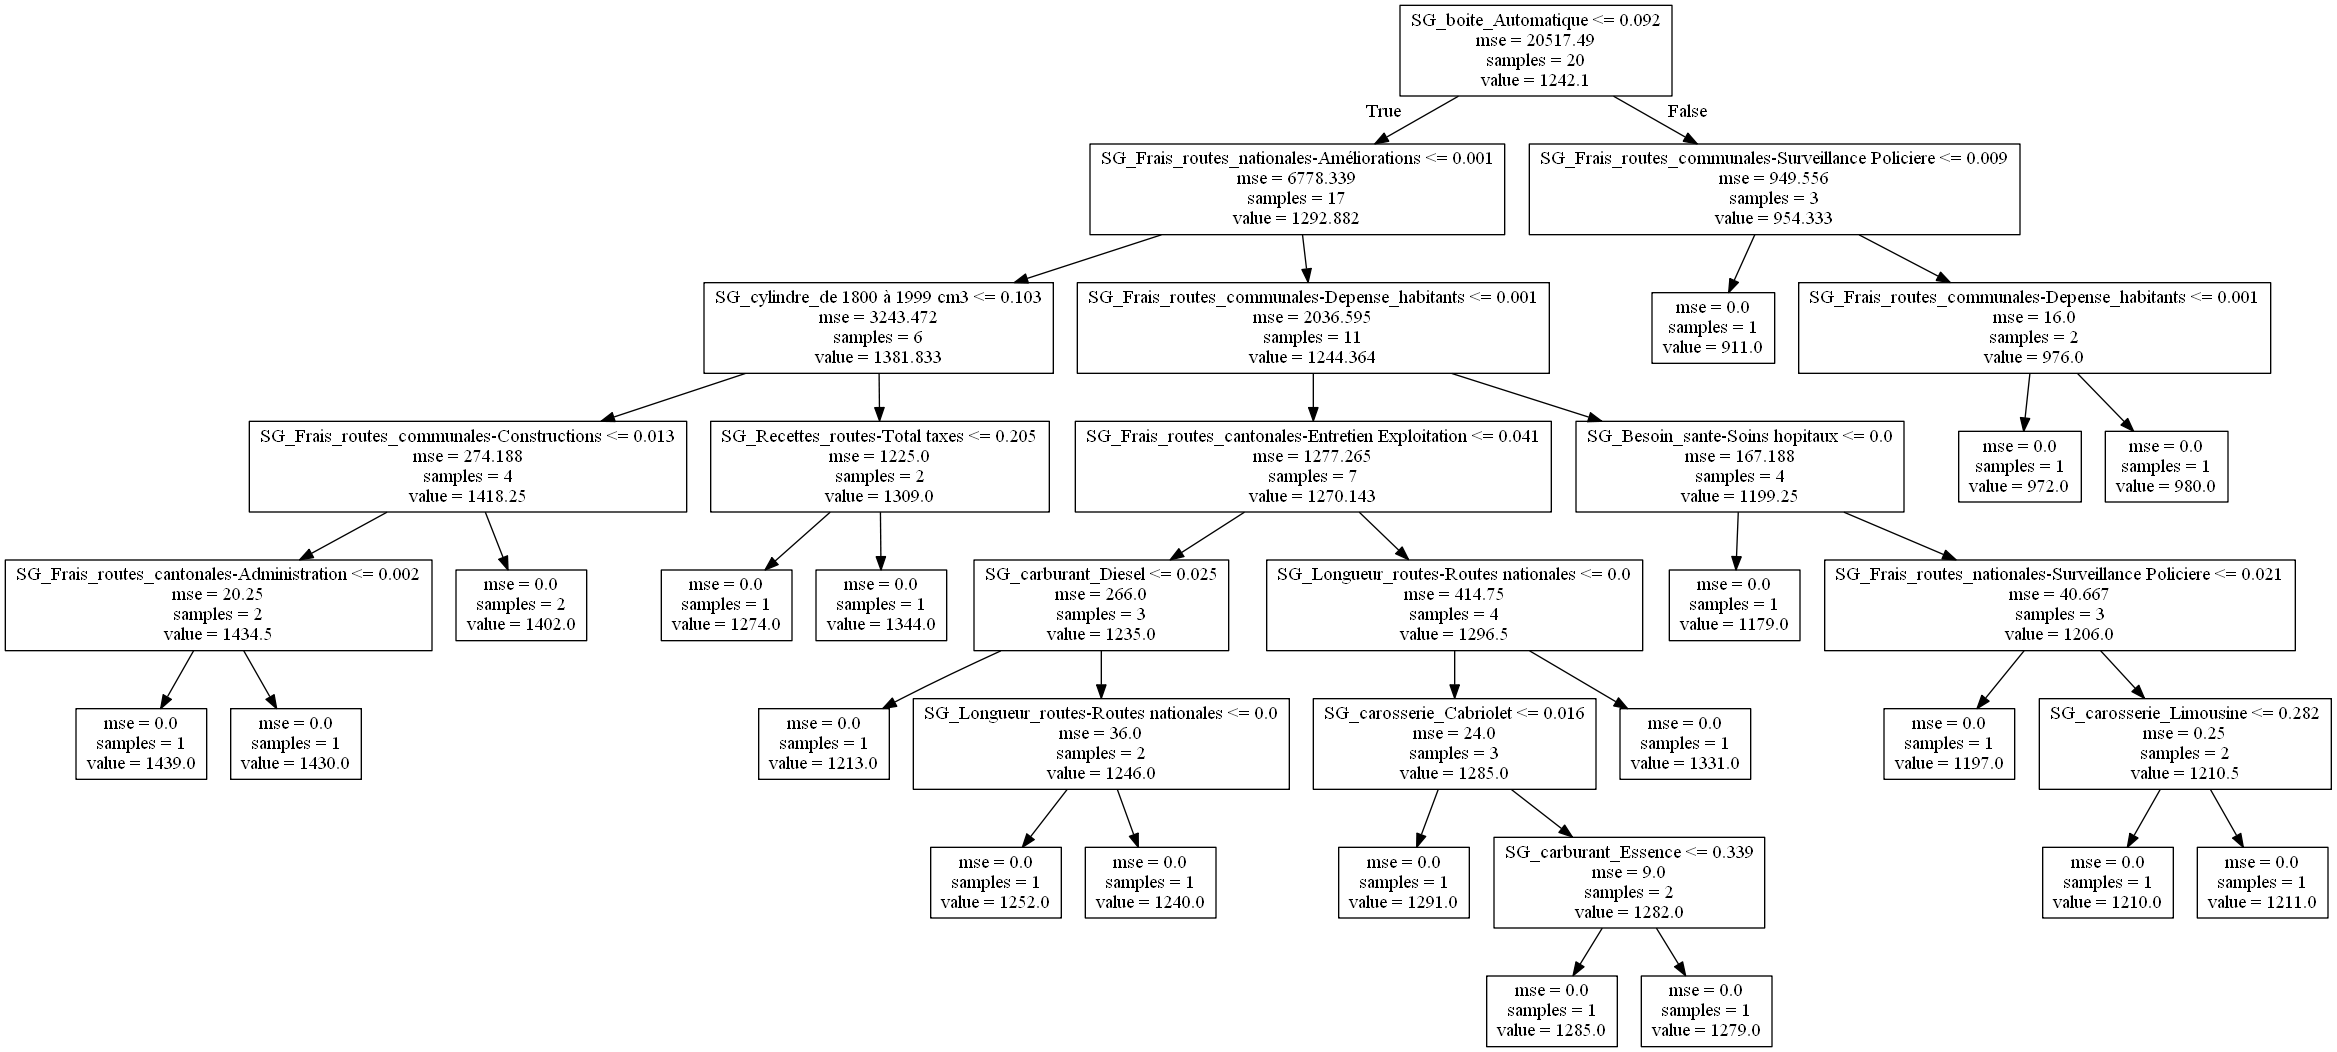 SG_boite_Automatique <= 0.092
mse = 20517.49
samples = 20
value = 1242.1
True
False
SG_Frais_routes_nationales-Améliorations <= 0.001
mse = 6778.339
samples = 17
value = 1292.882
SG_Frais_routes_communales-Surveillance Policiere <= 0.009
mse = 949.556
samples = 3
value = 954.333
SG_cylindre_de 1800 à 1999 cm3 <= 0.103
mse = 3243.472
samples = 6
value = 1381.833
SG_Frais_routes_communales-Depense_habitants <= 0.001
mse = 2036.595
samples = 11
value = 1244.364
mse = 0.0
samples = 1
value = 911.0
SG_Frais_routes_communales-Depense_habitants <= 0.001
mse = 16.0
samples = 2
value = 976.0
SG_Frais_routes_communales-Constructions <= 0.013
mse = 274.188
samples = 4
value = 1418.25
SG_Recettes_routes-Total taxes <= 0.205
mse = 1225.0
samples = 2
value = 1309.0
SG_Frais_routes_cantonales-Entretien Exploitation <= 0.041
mse = 1277.265
samples = 7
value = 1270.143
SG_Besoin_sante-Soins hopitaux <= 0.0
mse = 167.188
samples = 4
value = 1199.25
mse = 0.0
samples = 1
value = 972.0
mse = 0.0
samples = 1
value = 980.0
SG_Frais_routes_cantonales-Administration <= 0.002
mse = 20.25
samples = 2
value = 1434.5
mse = 0.0
samples = 2
value = 1402.0
mse = 0.0
samples = 1
value = 1274.0
mse = 0.0
samples = 1
value = 1344.0
SG_carburant_Diesel <= 0.025
mse = 266.0
samples = 3
value = 1235.0
SG_Longueur_routes-Routes nationales <= 0.0
mse = 414.75
samples = 4
value = 1296.5
mse = 0.0
samples = 1
value = 1179.0
SG_Frais_routes_nationales-Surveillance Policiere <= 0.021
mse = 40.667
samples = 3
value = 1206.0
mse = 0.0
samples = 1
value = 1439.0
mse = 0.0
samples = 1
value = 1430.0
mse = 0.0
samples = 1
value = 1213.0
SG_Longueur_routes-Routes nationales <= 0.0
mse = 36.0
samples = 2
value = 1246.0
SG_carosserie_Cabriolet <= 0.016
mse = 24.0
samples = 3
value = 1285.0
mse = 0.0
samples = 1
value = 1331.0
mse = 0.0
samples = 1
value = 1197.0
SG_carosserie_Limousine <= 0.282
mse = 0.25
samples = 2
value = 1210.5
mse = 0.0
samples = 1
value = 1252.0
mse = 0.0
samples = 1
value = 1240.0
mse = 0.0
samples = 1
value = 1291.0
SG_carburant_Essence <= 0.339
mse = 9.0
samples = 2
value = 1282.0
mse = 0.0
samples = 1
value = 1210.0
mse = 0.0
samples = 1
value = 1211.0
mse = 0.0
samples = 1
value = 1285.0
mse = 0.0
samples = 1
value = 1279.0